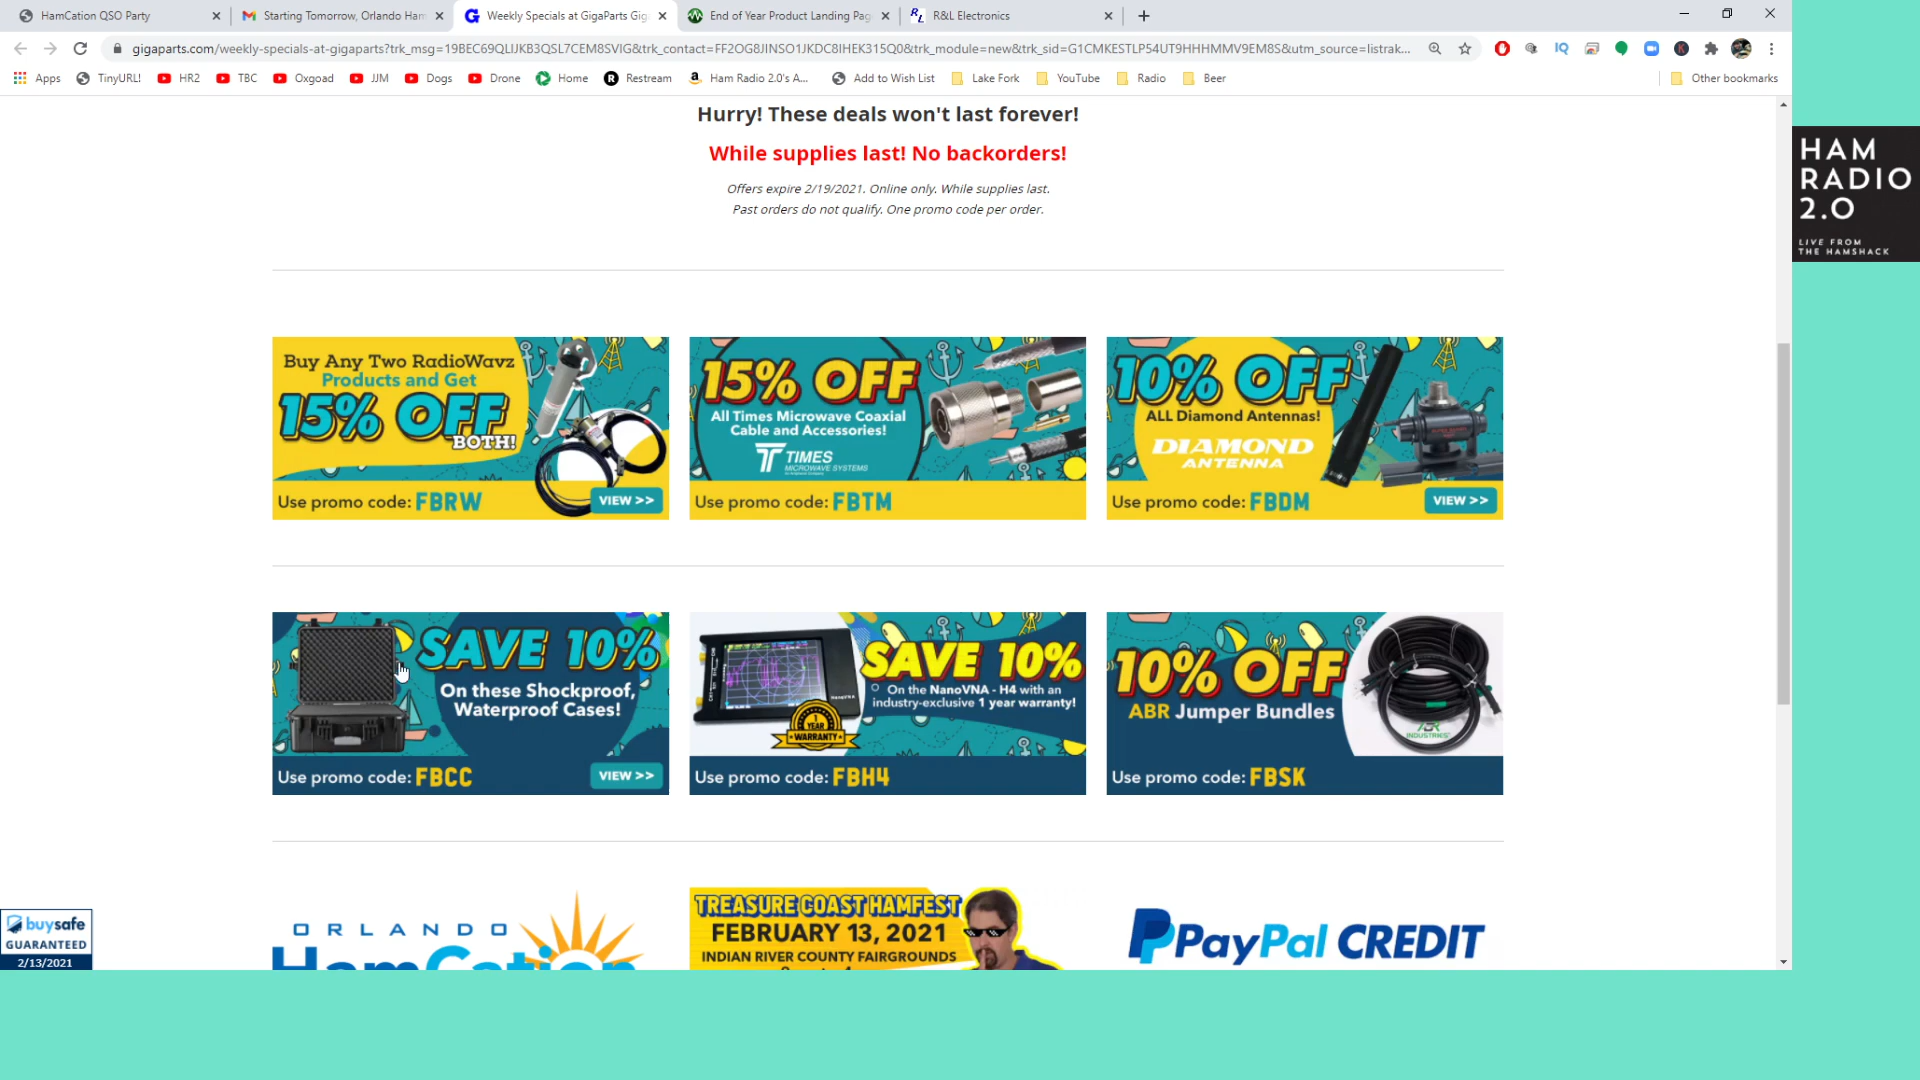 HamCation QSO Party
Starting Tomorrow, Orlando Ham
Weekly Specials at GigaParts Gig
End of Year Product Landing Pag
R&L Electronics
gigaparts.com/weekly-specials-at-gigaparts?trk_msg=19BEC69QLIJKB3QSL7CEM8SVIG&trk_contact=FF2OG8JINSO1JKDC8IHEK315Q0&trk_module=new&trk_sid=G1CMKESTLP54UT9HHHMMV9EM8S&utm_source=listrak...
Apps TinyURL! HR2 TBC Oxgoad JJM Dogs Drone Home Restream Ham Radio 2.0's A... Add to Wish List Lake Fork YouTube Radio Beer Other bookmarks
Hurry! These deals won't last forever!
While supplies last! No backorders!
Offers expire 2/19/2021. Online only. While supplies last.
Past orders do not qualify. One promo code per order.
HAM
RADIO
2.0
LIVE FROM
THE HAMSHACK
Buy Any Two RadioWavz
Products and Get
15% OFF
BOTH!
Use promo code: FBRW
VIEW >>
15% OFF
All Times Microwave Coaxial
Cable and Accessories!
TIMES
MICROWAVE SYSTEMS
Use promo code: FBTM
10% OFF
ALL Diamond Antennas!
DIAMOND
ANTENNA
Use promo code: FBDM
VIEW >>
SAVE 10%
On these Shockproof,
Waterproof Cases!
Use promo code: FBCC
VIEW >>
SAVE 10%
On the NanoVNA - H4 with an
industry-exclusive 1 year warranty!
1
YEAR
WARRANTY
Use promo code: FBH4
10% OFF
ABR Jumper Bundles
ABR
INDUSTRIES
Use promo code: FBSK
ORLANDO
HamCation
TREASURE COAST HAMFEST
FEBRUARY 13, 2021
INDIAN RIVER COUNTY FAIRGROUNDS
PayPal CREDIT
buysafe
GUARANTEED
2/13/2021